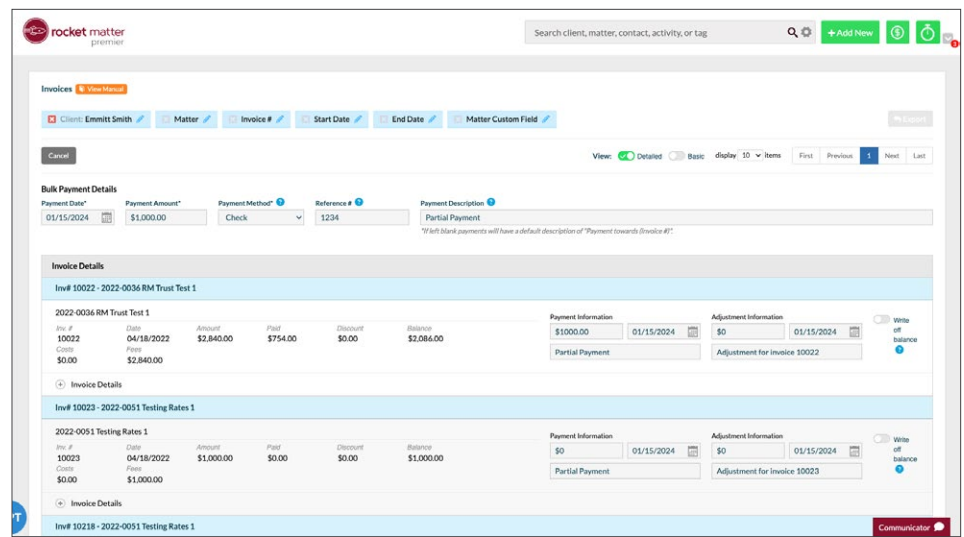 rocket matter
premier
Search client, matter, contact, activity, or tag
+Add New
Invoices View Manual
Client: Emmitt Smith Matter Invoice # Start Date End Date Matter Custom Field
Export
Cancel View: Detailed Basic display 10 items First Previous 1 Next Last
Bulk Payment Details
Payment Date* Payment Amount* Payment Method* Reference # Payment Description
01/15/2024 $1,000.00 Check 1234 Partial Payment
*If left blank payments will have a default description of "Payment towards (Invoice #)".
Invoice Details
Inv# 10022 - 2022-0036 RM Trust Test 1
2022-0036 RM Trust Test 1 Payment Information Adjustment Information
Inv. # Date Amount Paid Discount Balance
10022 04/18/2022 $2,840.00 $754.00 $0.00 $2,086.00
$1000.00 01/15/2024 $0 01/15/2024 Write off balance
Costs Fees
$0.00 $2,840.00
Partial Payment Adjustment for invoice 10022
Invoice Details
Inv# 10023 - 2022-0051 Testing Rates 1
2022-0051 Testing Rates 1 Payment Information Adjustment Information
Inv. # Date Amount Paid Discount Balance
10023 04/18/2022 $1,000.00 $0.00 $0.00 $1,000.00
$0 01/15/2024 $0 01/15/2024 Write off balance
Costs Fees
$0.00 $1,000.00
Partial Payment Adjustment for invoice 10023
Invoice Details
Inv# 10218 - 2022-0051 Testing Rates 1
Communicator